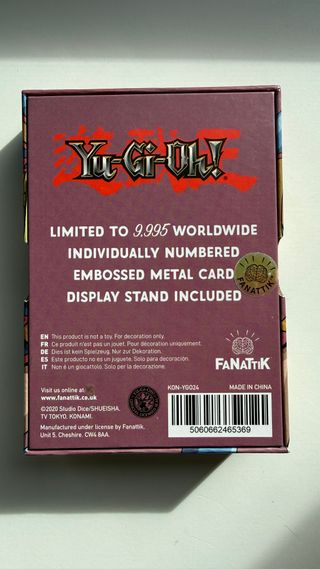 Yu-Gi-Oh!
LIMITED TO 9,995 WORLDWIDE
INDIVIDUALLY NUMBERED
EMBOSSED METAL CARD
DISPLAY STAND INCLUDED
FANATTIK
EN This product is not a toy. For decoration only.
FR Ce product n'est pas un jouet. Pour décoration uniquement.
DE Dies ist kein Spielzeug. Nur zur Dekoration.
ES Este producto no es un juguete. Solo para decoración.
IT Non è un giocattolo. Solo per la decorazione.
FANATTIK
Visit us online at
www.fanattik.co.uk
©2020 Studio Dice/SHUEISHA,
TV TOKYO, KONAMI.
Manufactured under license by Fanattik,
Unit 5, Cheshire. CW4 8AA.
KON-YGO24
MADE IN CHINA
5060662465369